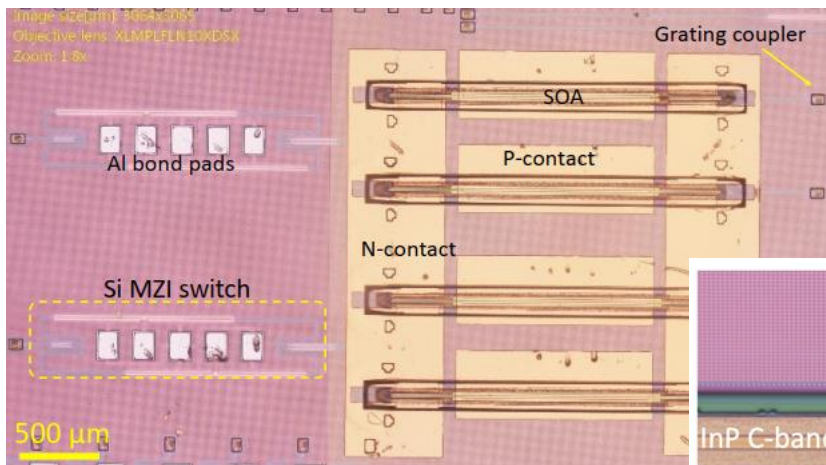 Image size[µm]: 3064x3065
Objective lens: XLMPLFLN10XDSX
Zoom: 1.8x
Grating coupler
SOA
Al bond pads
P-contact
N-contact
Si MZI switch
500 µm
InP C-band